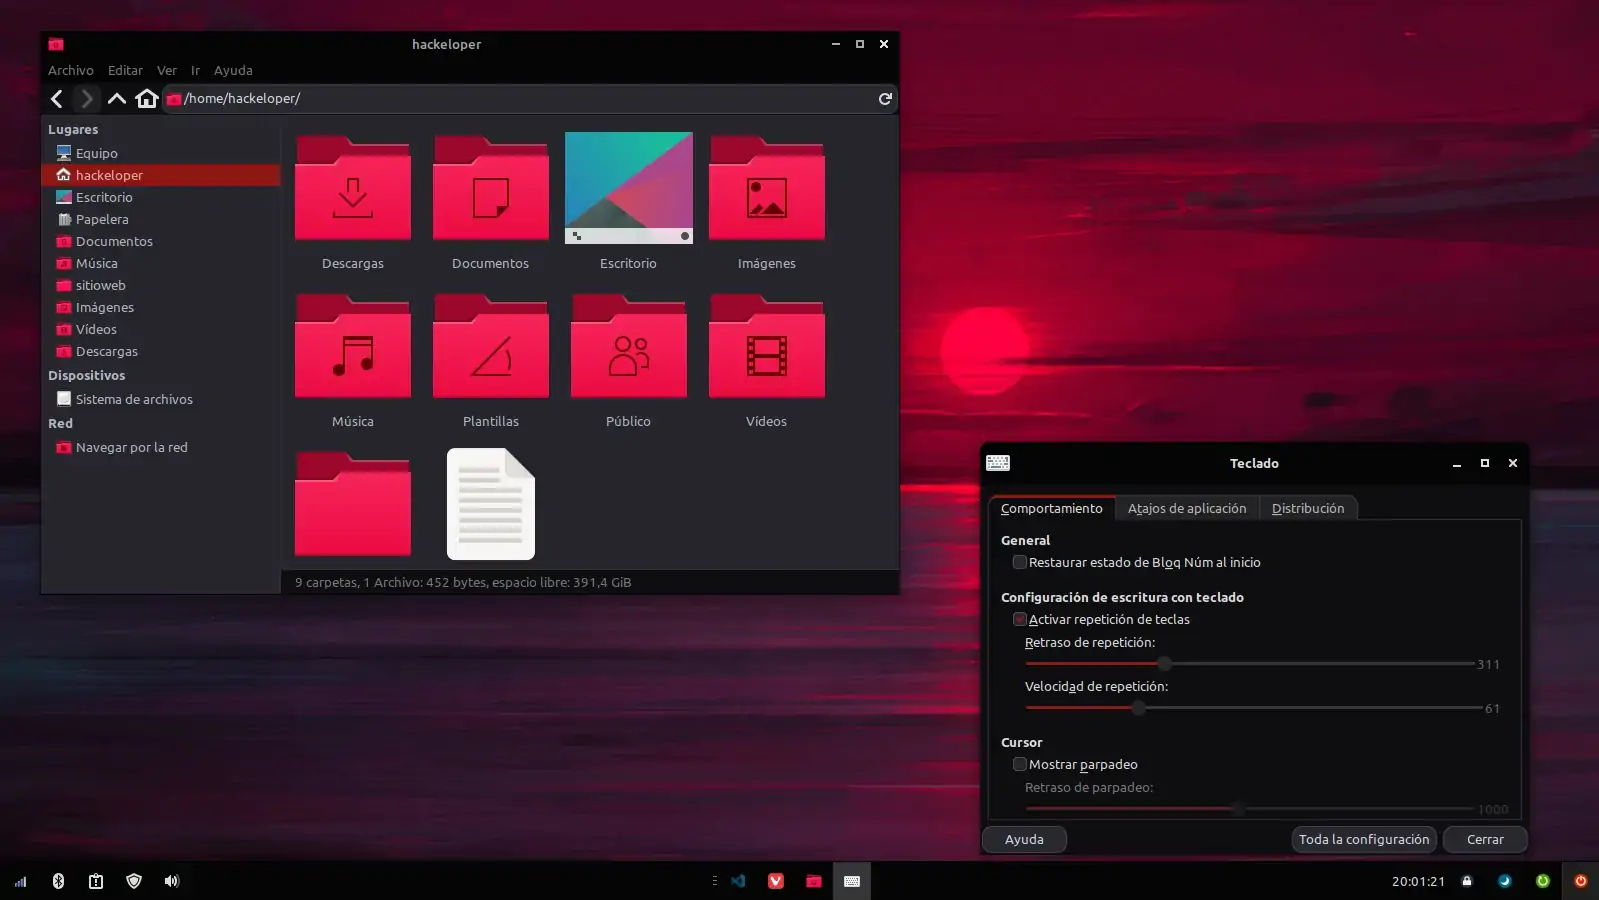 hackeloper
Archivo Editar Ver Ir Ayuda
/home/hackeloper/
Lugares
Equipo
hackeloper
Escritorio
Papelera
Documentos
Música
sitioweb
Imágenes
Vídeos
Descargas
Dispositivos
Sistema de archivos
Red
Navegar por la red
Descargas Documentos Escritorio Imágenes
Música Plantillas Público Vídeos
9 carpetas, 1 Archivo: 452 bytes, espacio libre: 391,4 GiB
Teclado
Comportamiento Atajos de aplicación Distribución
General
Restaurar estado de Bloq Núm al inicio
Configuración de escritura con teclado
Activar repetición de teclas
Retraso de repetición:
311
Velocidad de repetición:
61
Cursor
Mostrar parpadeo
Retraso de parpadeo:
1000
Ayuda Toda la configuración Cerrar
20:01:21